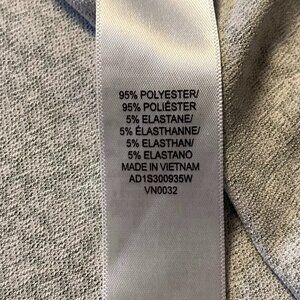 95% POLYESTER/
95% POLIÉSTER
5% ELASTANE/
5% ÉLASTHANNE/
5% ELASTHAN/
5% ELASTANO
MADE IN VIETNAM
AD1S300935W
VN0032